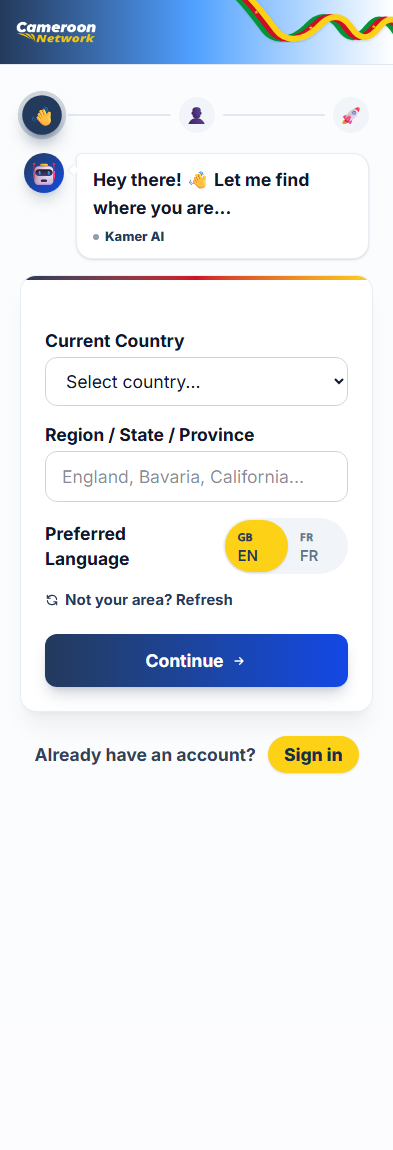 Cameroon
Network
Hey there! 👋 Let me find
where you are...
Kamer AI
Current Country
Select country...
Region / State / Province
England, Bavaria, California...
Preferred
Language
GB
EN
FR
FR
Not your area? Refresh
Continue →
Already have an account? Sign in